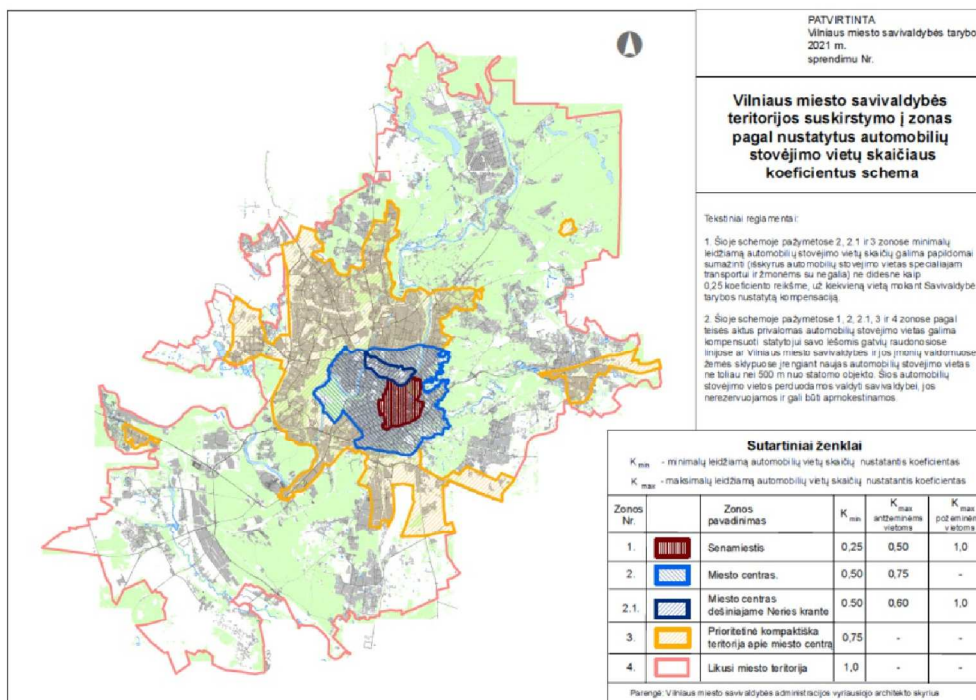 PATVIRTINTA
Vilniaus miesto savivaldybės tarybo
2021 m.
sprendimu Nr.
Vilniaus miesto savivaldybės
teritorijos suskirstymo į zonas
pagal nustatytus automobilių
stovėjimo vietų skaičiaus
koeficientus schema
Tekstiniai reglamentai:
1. Šioje schemoje pažymėtose 2, 2.1 ir 3 zonose minimalų
leidžiamą automobilių stovėjimo vietų skaičių galima papildomai
sumažinti (išskyrus automobilių stovėjimo vietas specialiajam
transportui ir žmonėms su negalia) ne didesne kaip
0,25 koeficiento reikšme, už kiekvieną vietą mokant Savivaldybė
tarybos nustatytą kompensaciją.
2. Šioje schemoje pažymėtose 1, 2, 2.1, 3 ir 4 zonose pagal
teisės aktus privalomas automobilių stovėjimo vietas galima
kompensuoti statytojui savo lėšomis gatvių raudonosiose
linijose ar Vilniaus miesto savivaldybės ir jos įmonių valdomuose
žemės sklypuose įrengiant naujas automobilių stovėjimo vietas
ne toliau nei 500 m nuo statomo objekto. Šios automobilių
stovėjimo vietos perduodamos valdyti savivaldybei, jos
nerezervuojamos ir gali būti apmokestinamos.
Sutartiniai ženklai
K min - minimalų leidžiamą automobilių vietų skaičių nustatantis koeficientas
K max - maksimalų leidžiamą automobilių vietų skaičių nustatantis koeficientas
Zonos Nr. Zonos pavadinimas K min K max antžeminėms vietoms K max požeminė vietoms
1. Senamiestis 0,25 0,50 1,0
2. Miesto centras. 0,50 0,75 -
2.1. Miesto centras dešiniajame Neries krante 0.50 0,60 1,0
3. Prioritetinė kompaktiška teritorija apie miesto centrą 0,75 - -
4. Likusi miesto teritorija 1,0 - -
Parengė: Vilniaus miesto savivaldybės administracijos vyriausiojo architekto skyrius